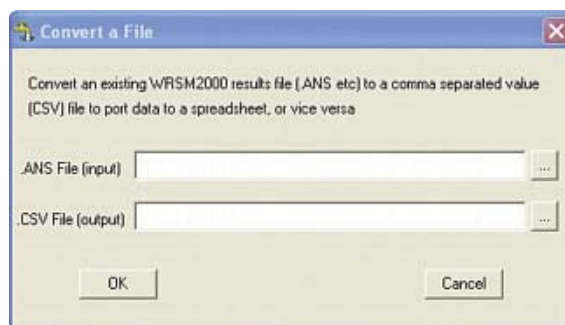 Convert a File
Convert an existing WRSM2000 results file (.ANS etc) to a comma separated value
(CSV) file to port data to a spreadsheet, or vice versa
.ANS File (input)
...
.CSV File (output)
...
OK
Cancel